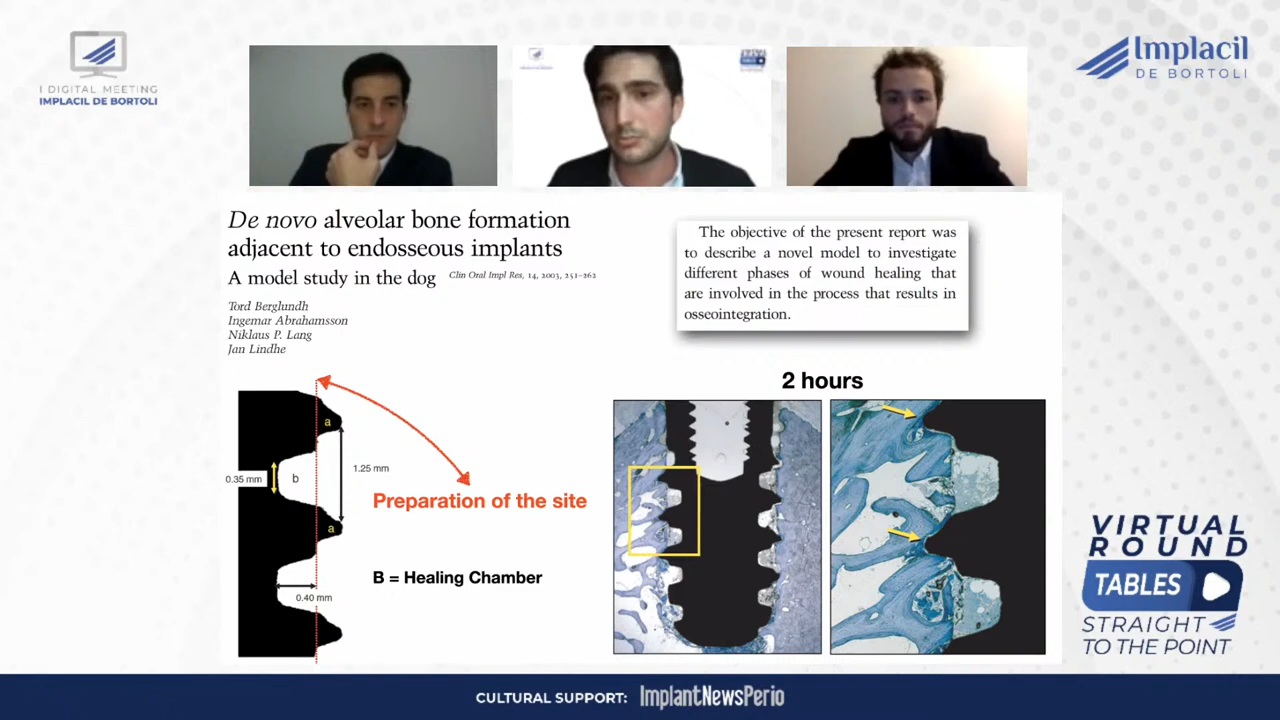 I DIGITAL MEETING
IMPLACIL DE BORTOLI
Implacil
DE BORTOLI
De novo alveolar bone formation
adjacent to endosseous implants
A model study in the dog
Clin Oral Impl Res, 14, 2003, 251–262
Tord Berglundh
Ingemar Abrahamsson
Niklaus P. Lang
Jan Lindhe
The objective of the present report was
to describe a novel model to investigate
different phases of wound healing that
are involved in the process that results in
osseointegration.
2 hours
a
1.25 mm
0.35 mm
b
Preparation of the site
a
B = Healing Chamber
0.40 mm
VIRTUAL
ROUND
TABLES
STRAIGHT
TO THE POINT
CULTURAL SUPPORT: ImplantNewsPerio